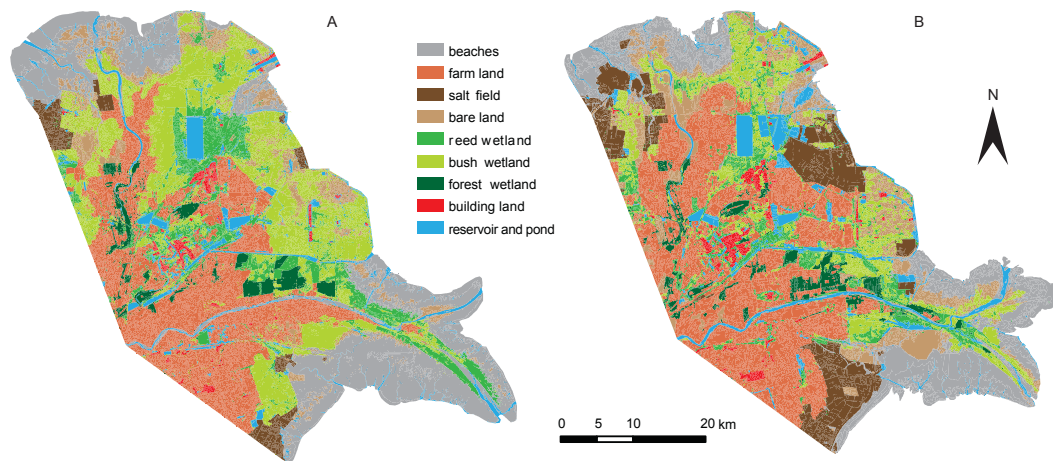 A
B
beaches
farm land
salt field
bare land
reed wetland
bush wetland
forest wetland
building land
reservoir and pond
N
0 5 10 20 km